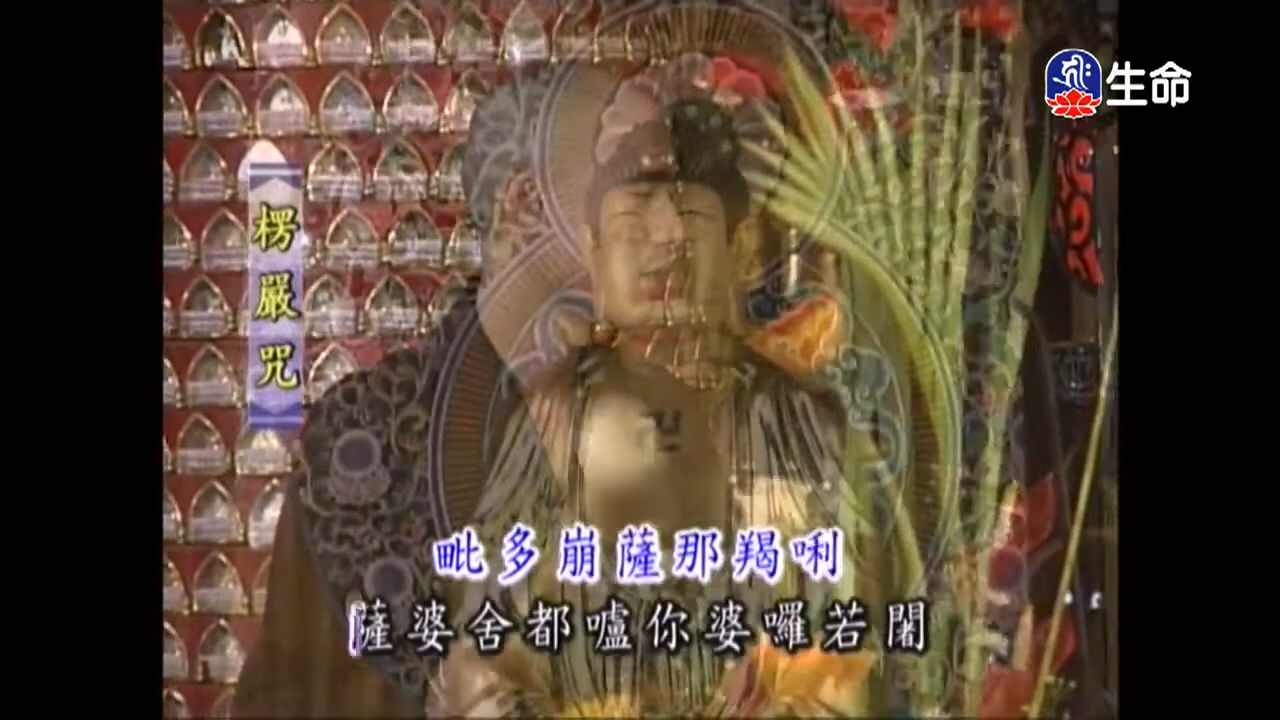 生命
楞嚴咒
毗多崩薩那羯唎
薩婆舍都嚧你婆囉若闍